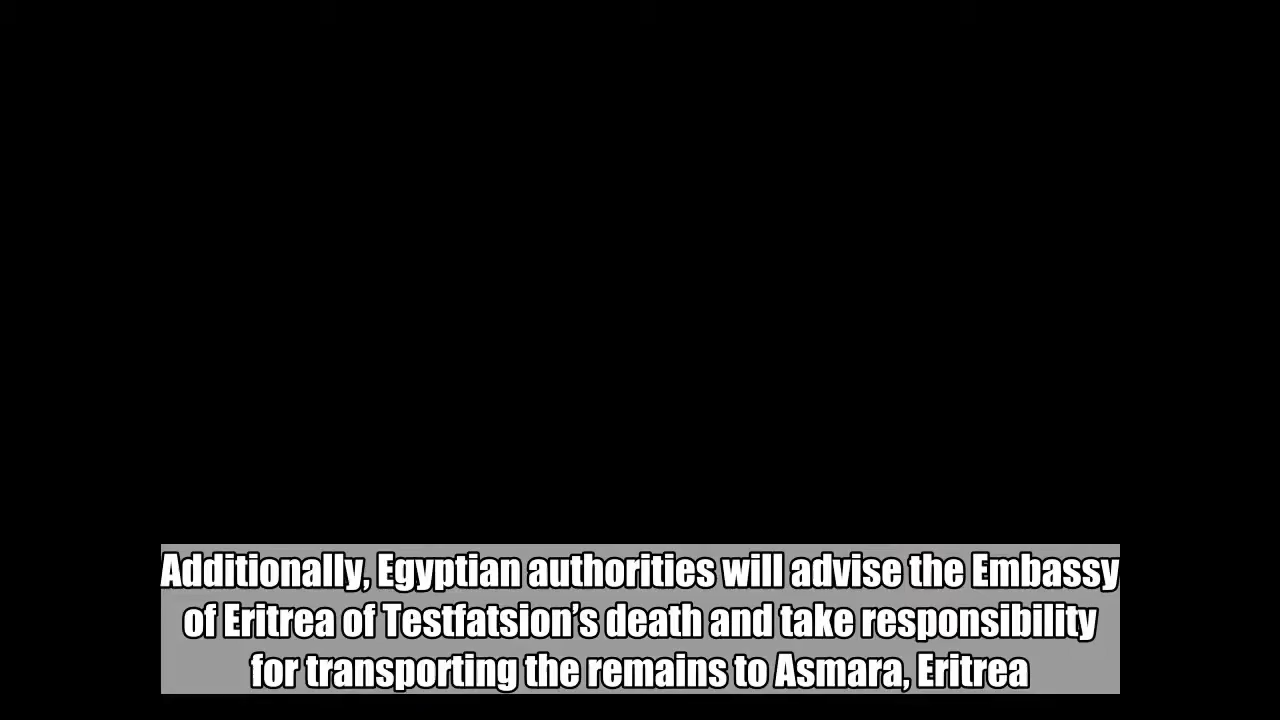 Additionally, Egyptian authorities will advise the Embassy
of Eritrea of Testfatsion’s death and take responsibility
for transporting the remains to Asmara, Eritrea